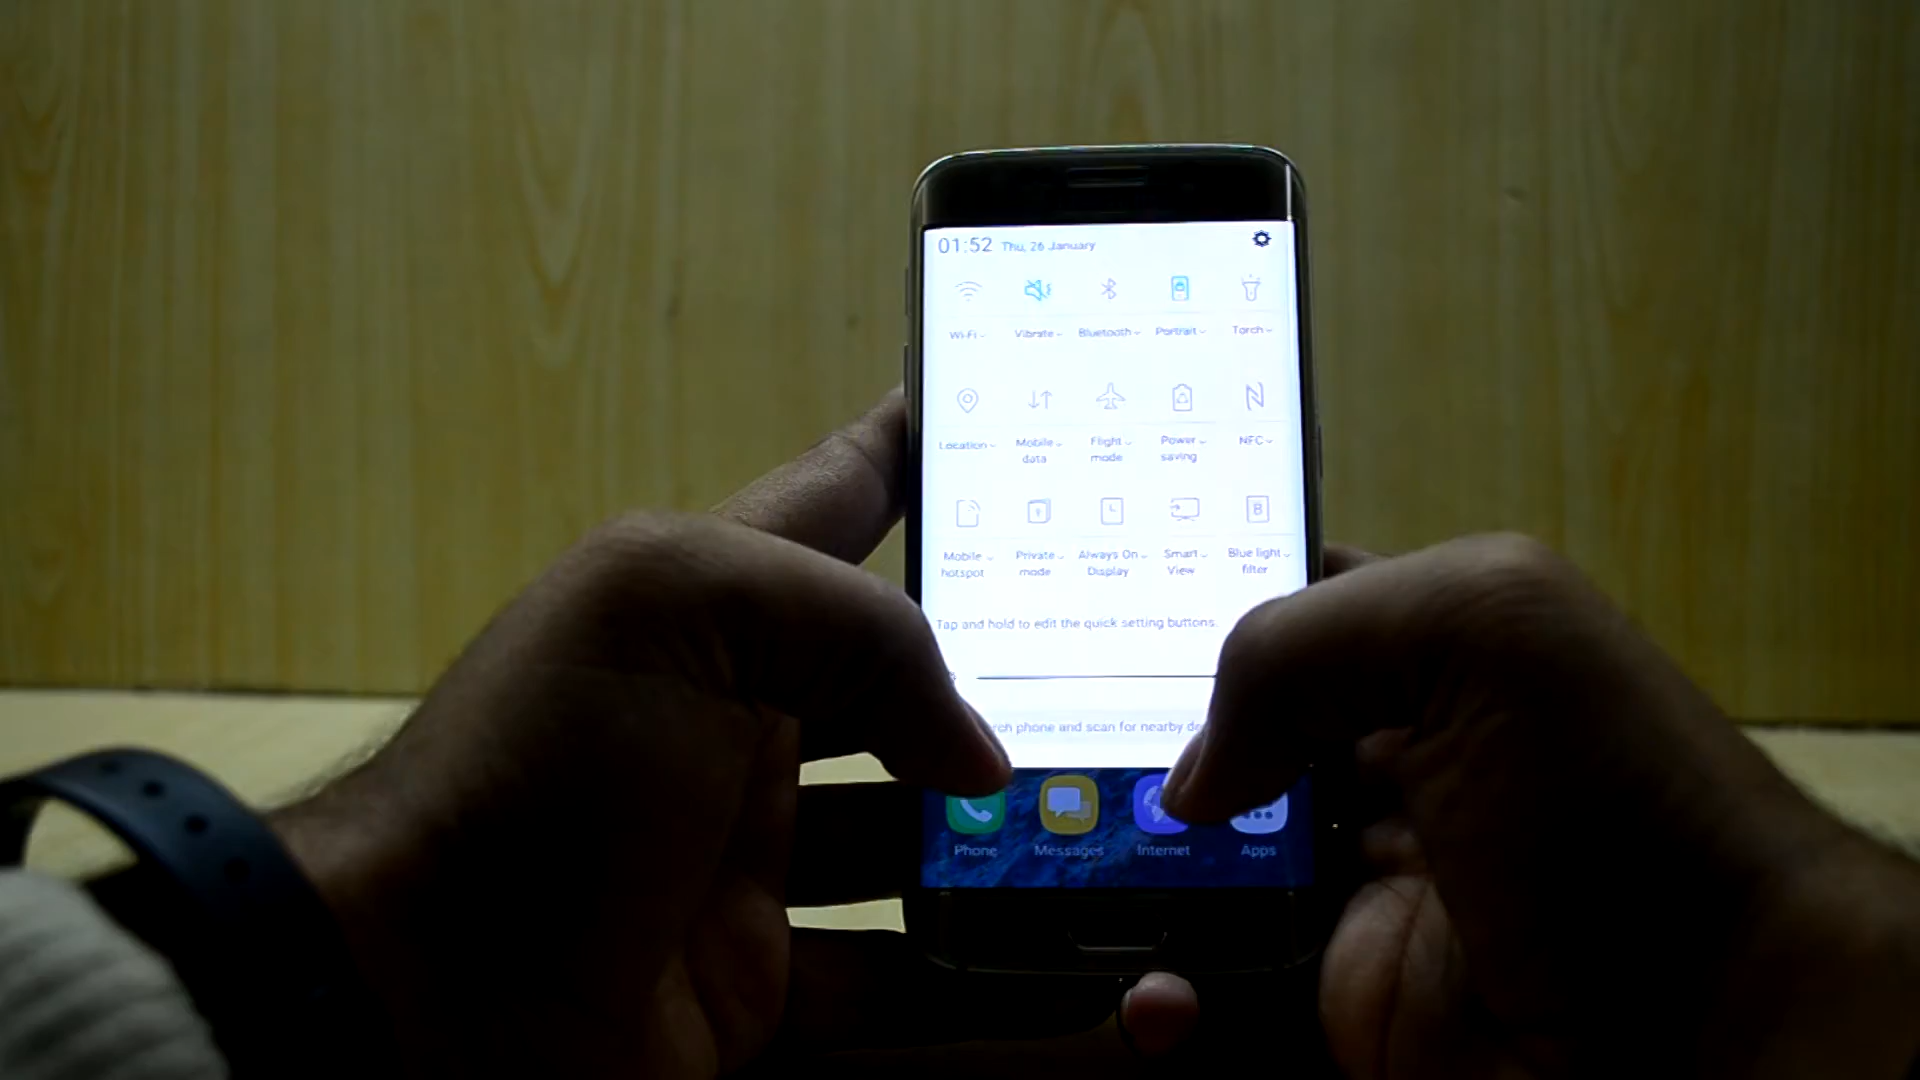 01:52 Thu, 26 January
Wi-Fi Vibrate Bluetooth Portrait Torch
Location Mobile data Flight mode Power saving NFC
Mobile hotspot Private mode Always On Display Smart View Blue light filter
Tap and hold to edit the quick setting buttons.
phone and scan for nearby
Phone Messages Internet Apps